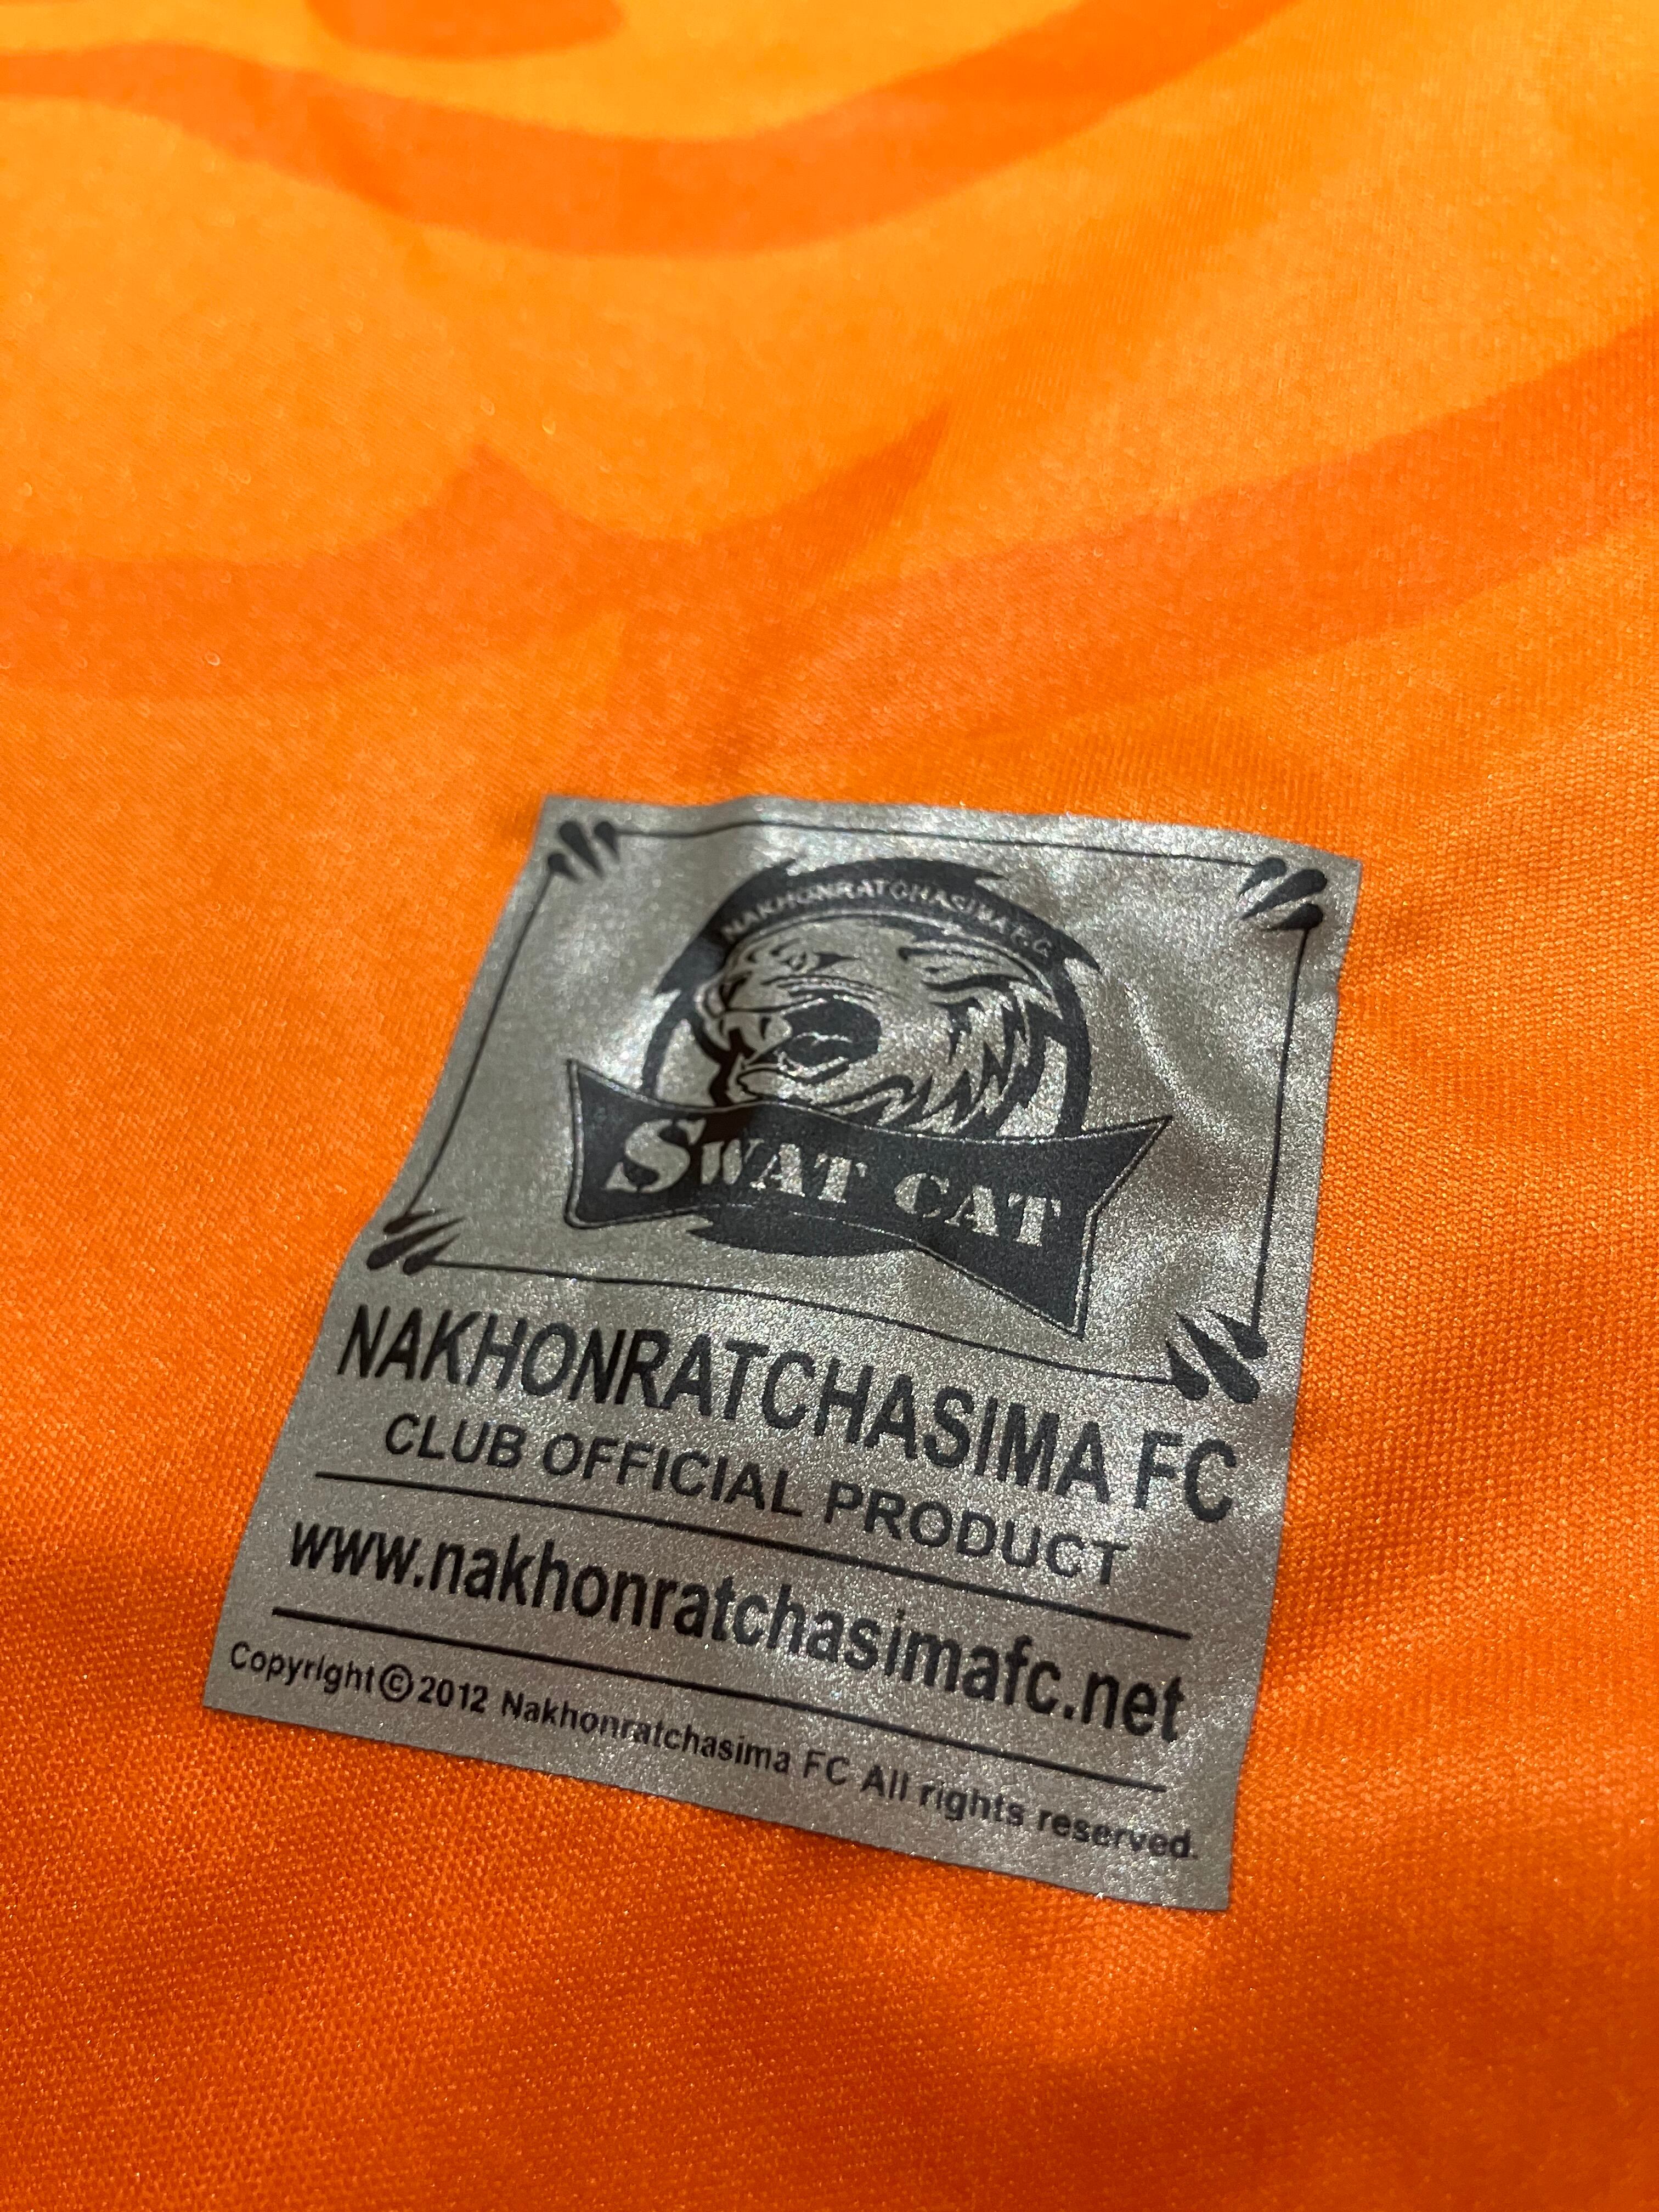 NAKHONRATCHASIMA F.C.
SWAT CAT
NAKHONRATCHASIMA FC
CLUB OFFICIAL PRODUCT
www.nakhonratchasimafc.net
Copyright © 2012 Nakhonratchasima FC All rights reserved.